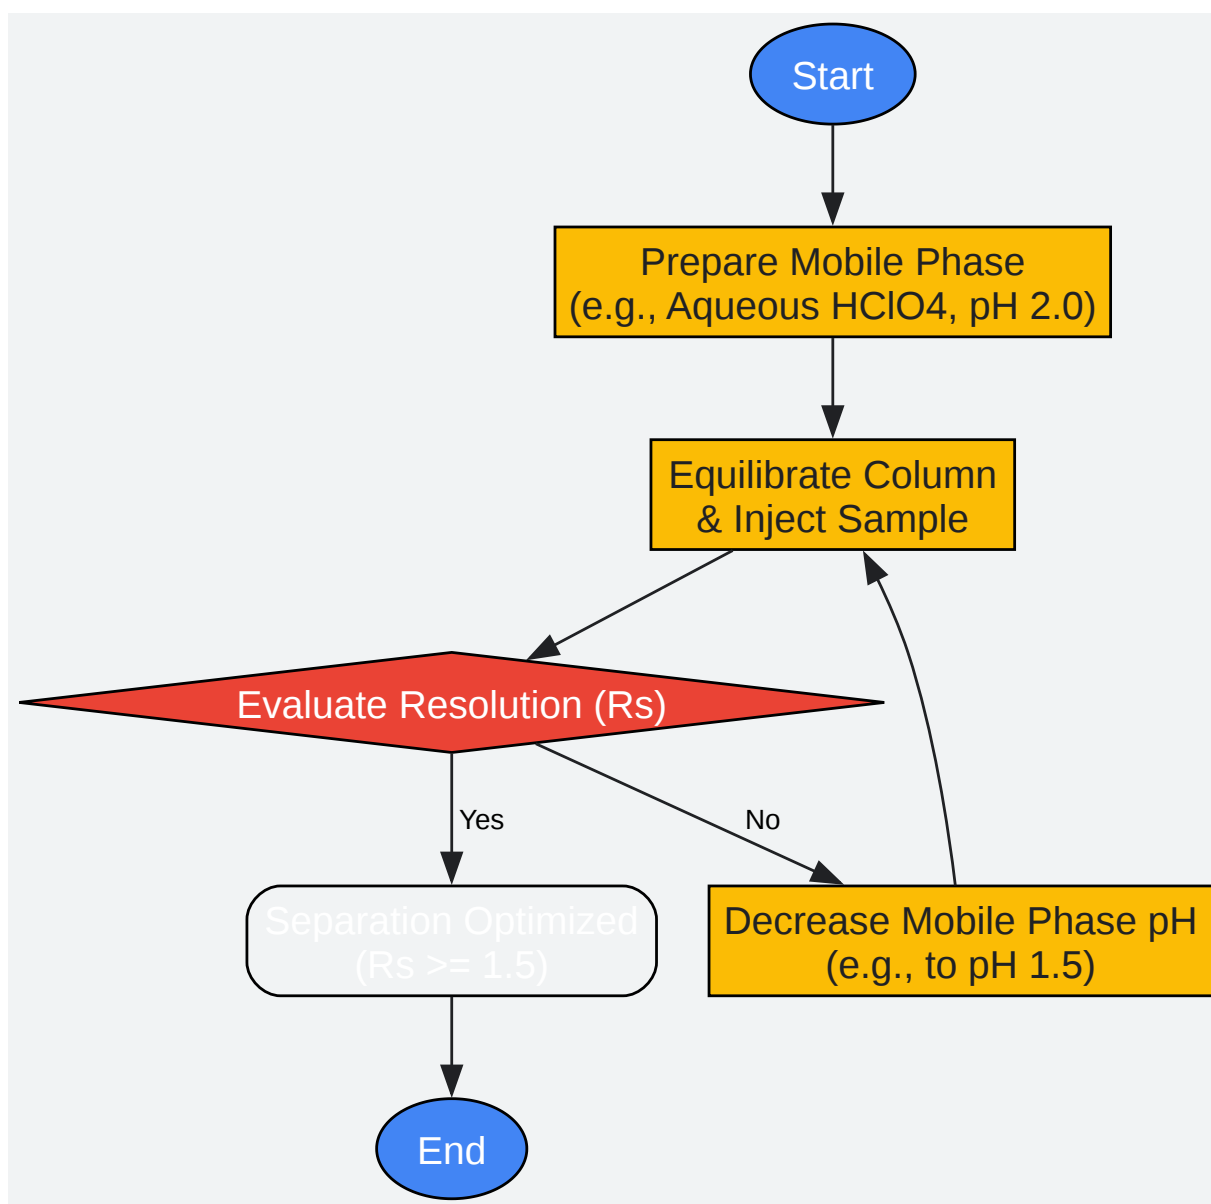 Start
Prepare Mobile Phase
(e.g., Aqueous HClO4, pH 2.0)
Equilibrate Column
& Inject Sample
Evaluate Resolution (Rs)
Yes
No
Separation Optimized
(Rs >= 1.5)
Decrease Mobile Phase pH
(e.g., to pH 1.5)
End